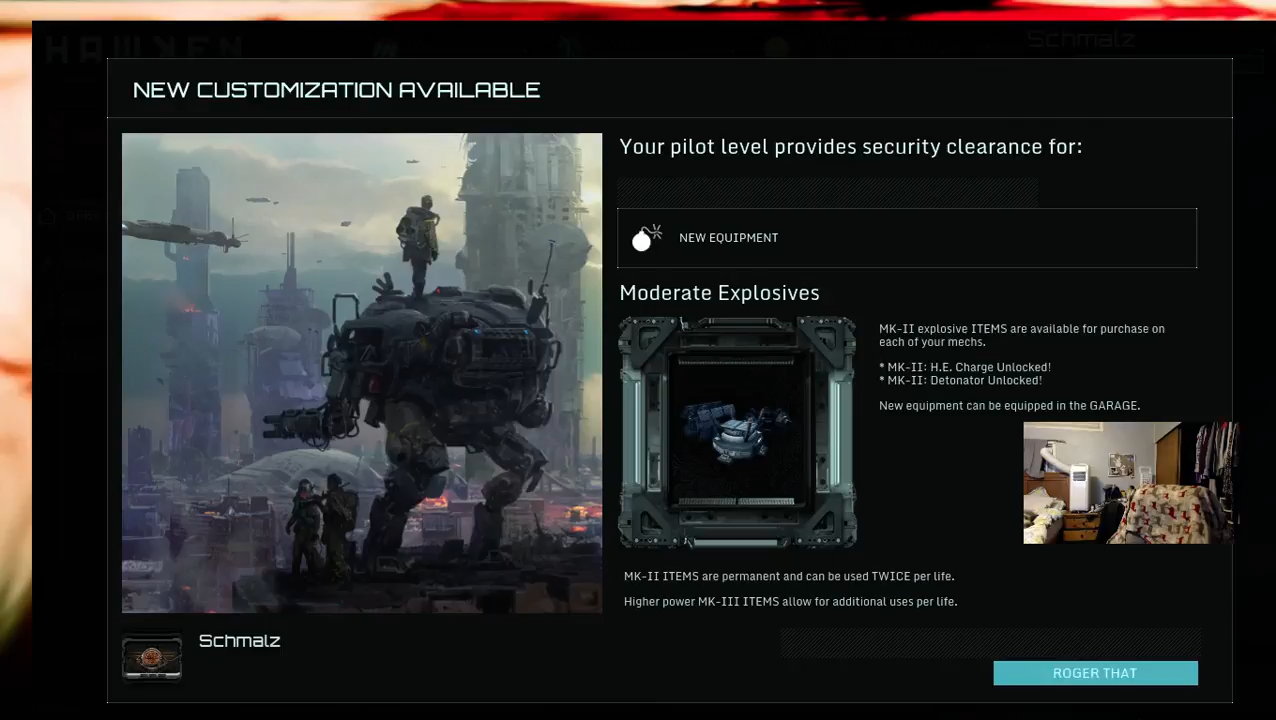 HAWKEN
Schmalz
NEW CUSTOMIZATION AVAILABLE
Your pilot level provides security clearance for:
NEW EQUIPMENT
Moderate Explosives
MK-II explosive ITEMS are available for purchase on
each of your mechs.
* MK-II: H.E. Charge Unlocked!
* MK-II: Detonator Unlocked!
New equipment can be equipped in the GARAGE.
MK-II ITEMS are permanent and can be used TWICE per life.
Higher power MK-III ITEMS allow for additional uses per life.
Schmalz
ROGER THAT